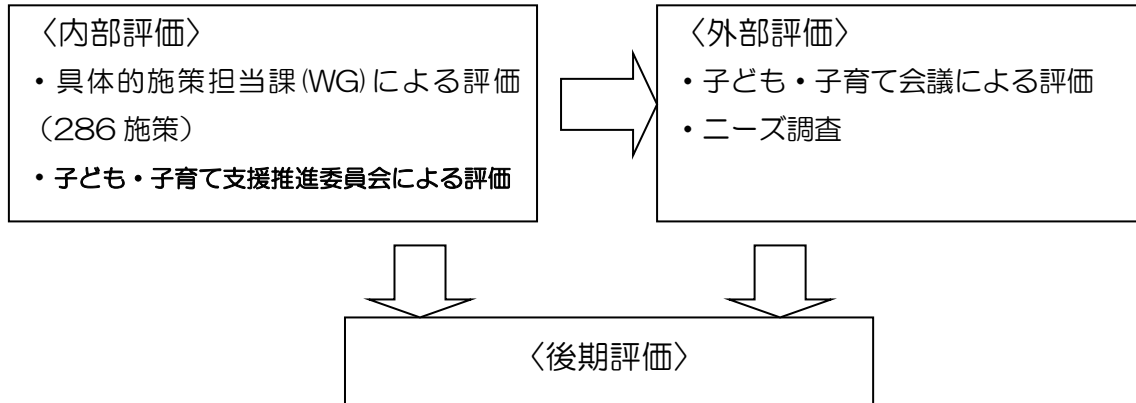 〈内部評価〉
・具体的施策担当課(WG)による評価
（286 施策）
・子ども・子育て支援推進委員会による評価
〈外部評価〉
・子ども・子育て会議による評価
・ニーズ調査
〈後期評価〉